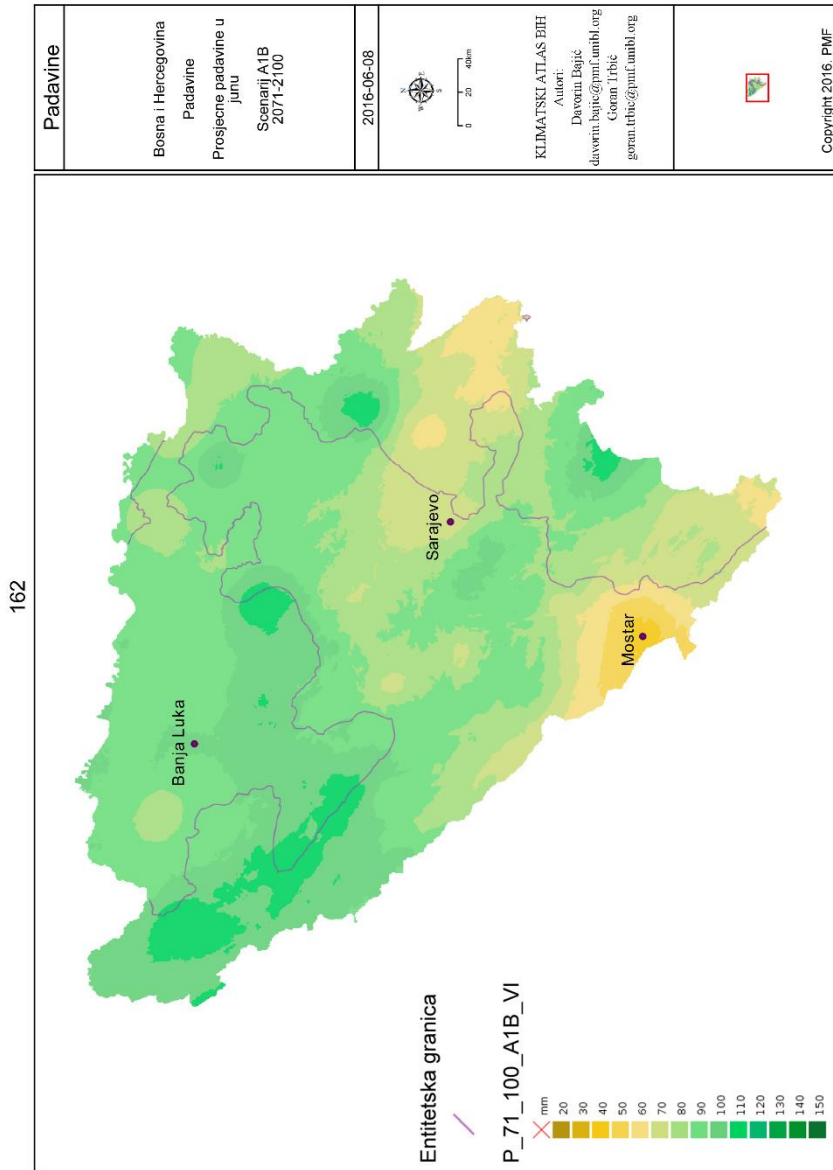 162
Padavine
Bosna i Hercegovina
Padavine
Prosjecne padavine u
junu
Scenarij A1B
2071-2100
2016-06-08
N
W
E
S
0
20
40km
KLIMATSKI ATLAS BIH
Autori:
Davorin Bajić
davorin.bajic@pmf.unibl.org
Goran Trbić
goran.trbic@pmf.unibl.org
Copyright 2016. PMF
Banja Luka
Sarajevo
Mostar
Entitetska granica
P_71_100_A1B_VI
mm
20
30
40
50
60
70
80
90
100
110
120
130
140
150